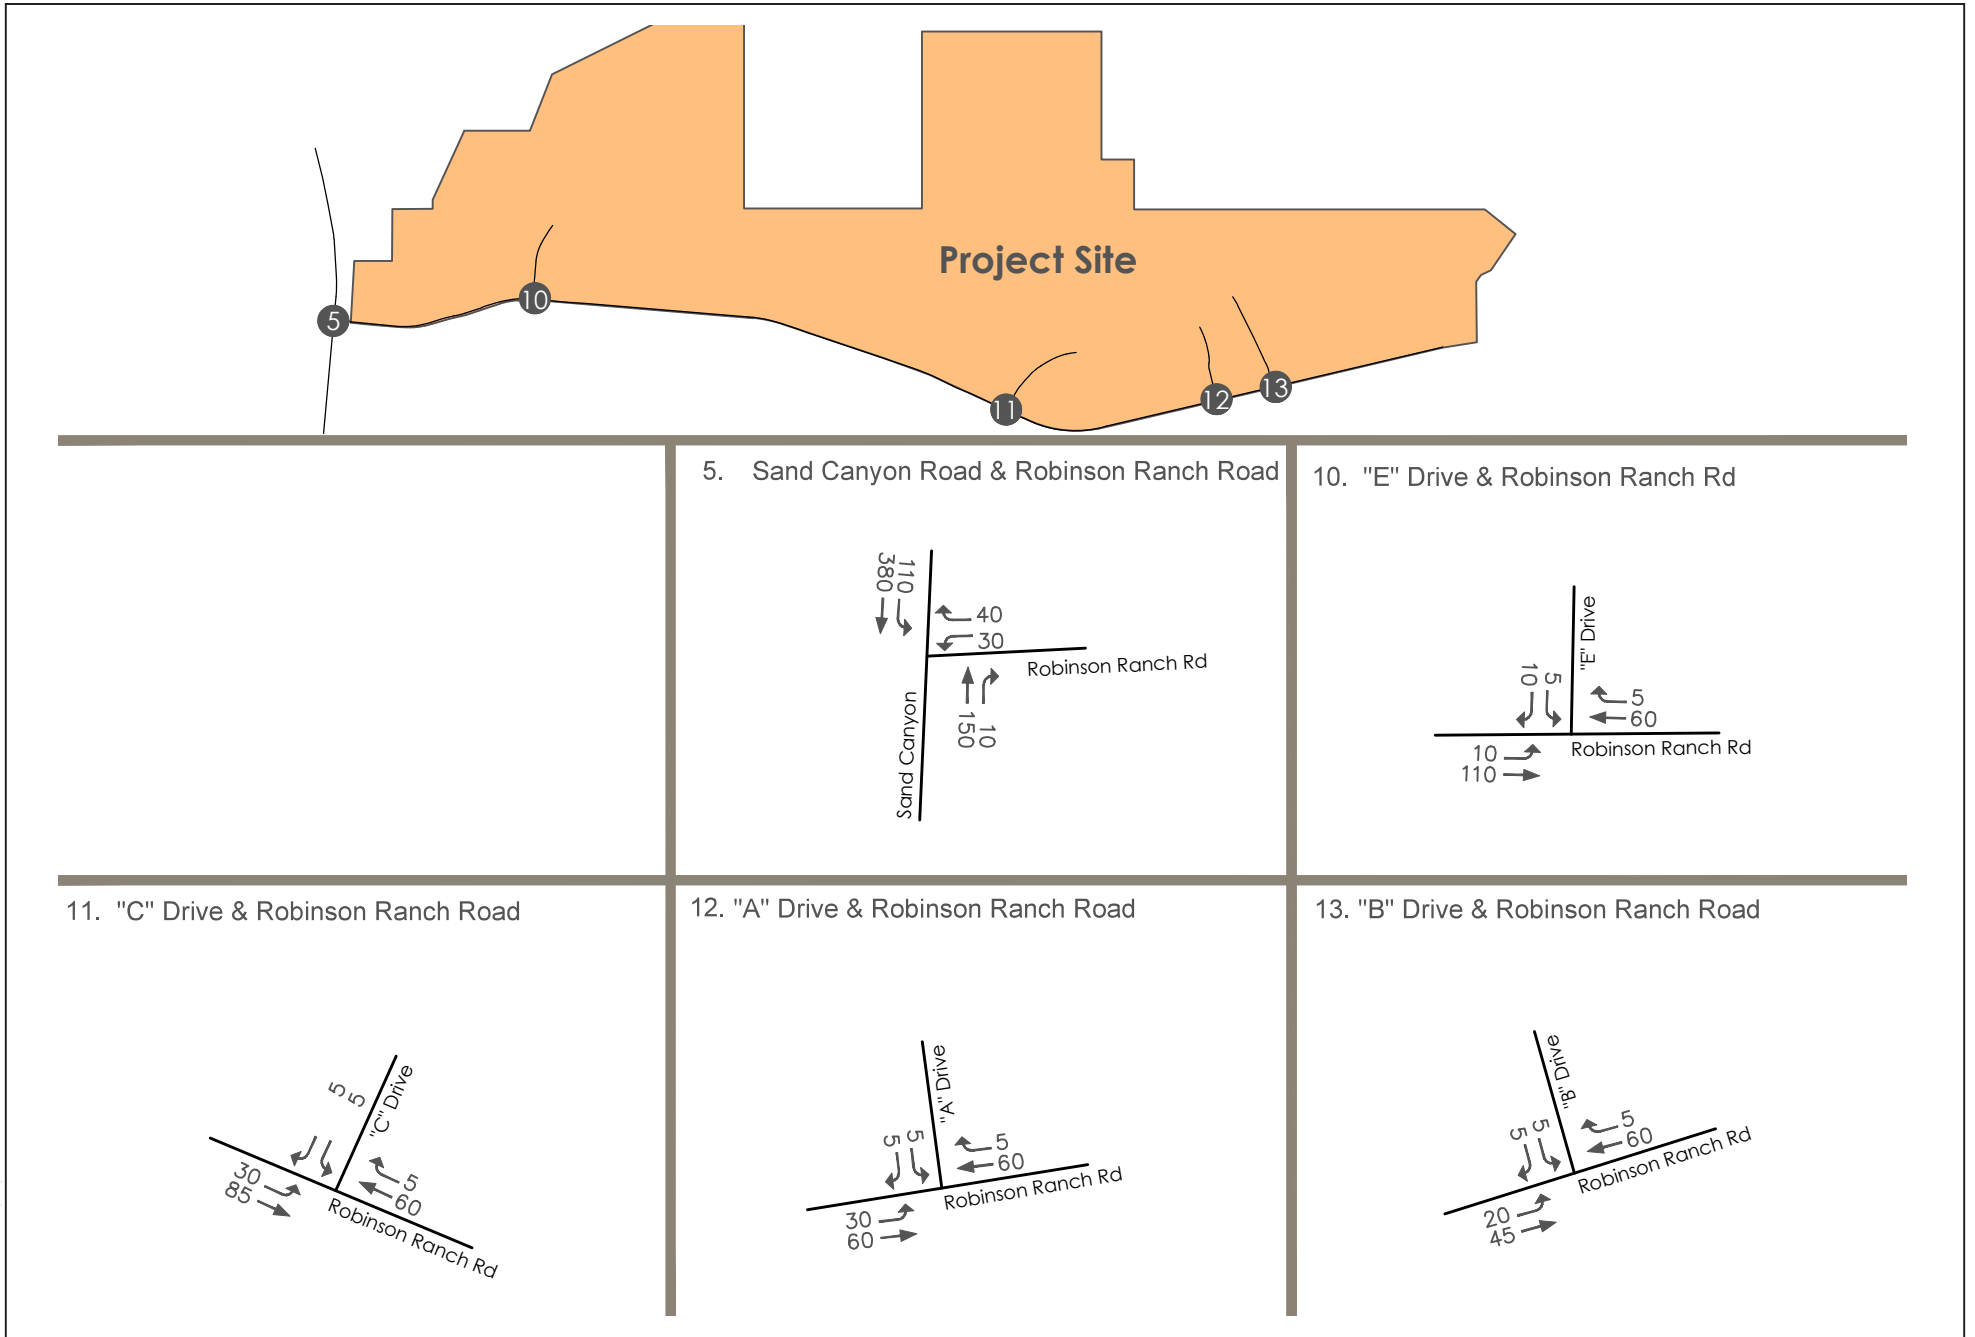 Project Site
5
10
11
12
13
5. Sand Canyon Road & Robinson Ranch Road
380
110
40
30
Robinson Ranch Rd
Sand Canyon
150
10
10. "E" Drive & Robinson Ranch Rd
"E" Drive
10
5
5
60
10
110
Robinson Ranch Rd
11. "C" Drive & Robinson Ranch Road
5
5
"C" Drive
30
85
5
60
Robinson Ranch Rd
12. "A" Drive & Robinson Ranch Road
"A" Drive
5
5
5
60
30
60
Robinson Ranch Rd
13. "B" Drive & Robinson Ranch Road
"B" Drive
5
5
5
60
20
45
Robinson Ranch Rd